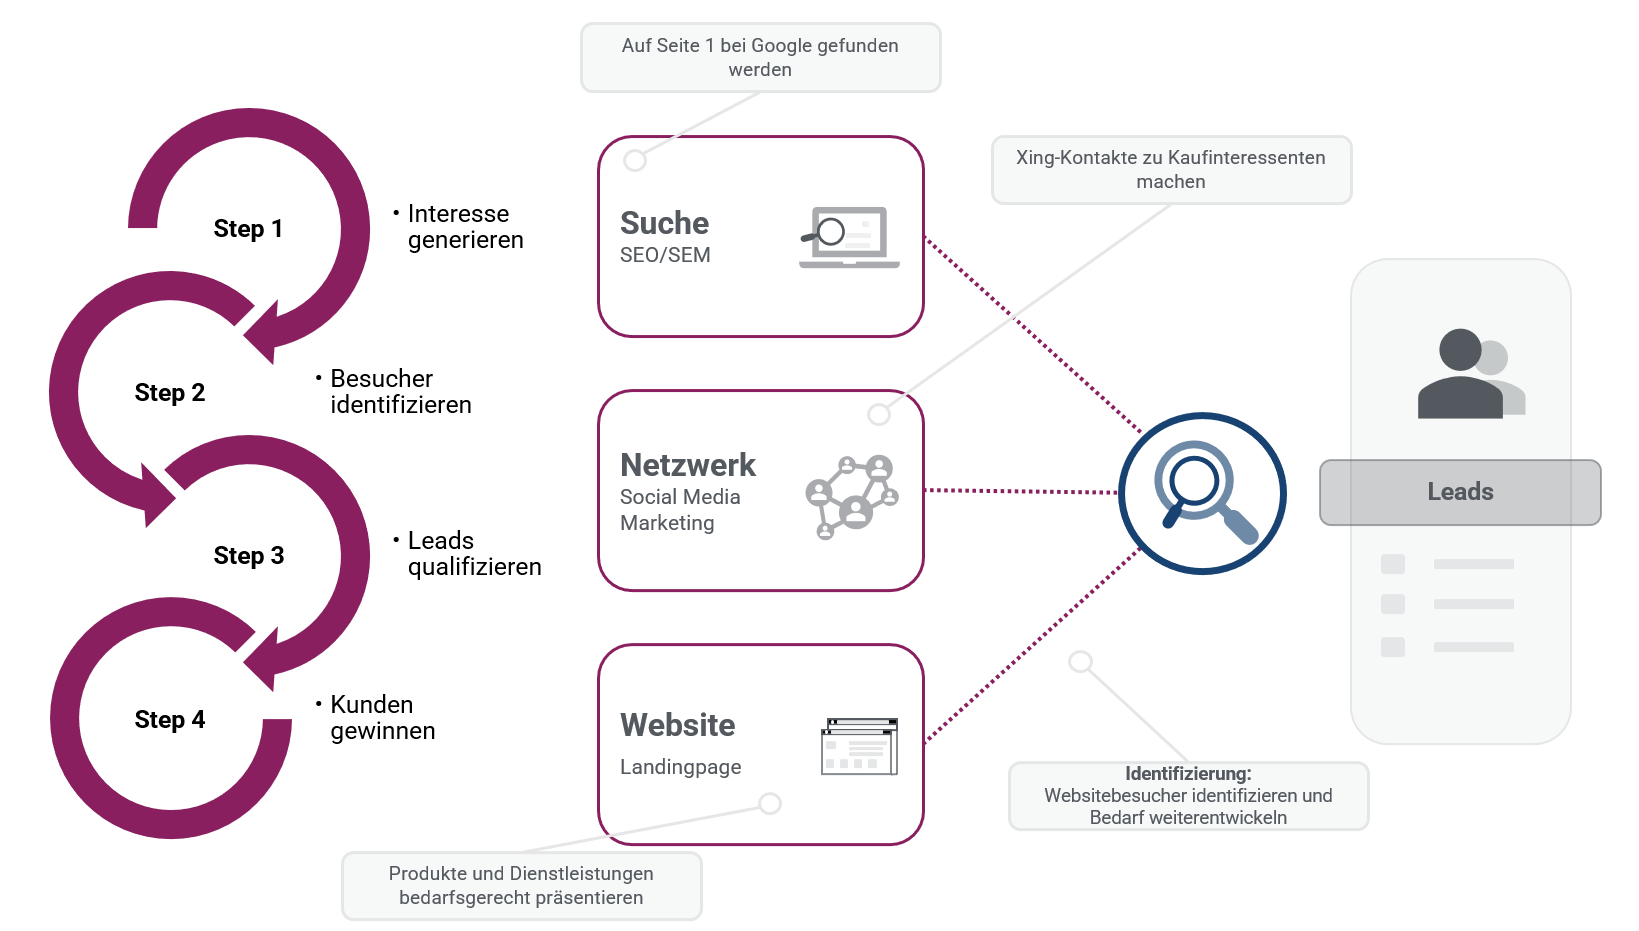 Auf Seite 1 bei Google gefunden
werden
Step 1
• Interesse
generieren
Step 2
• Besucher
identifizieren
Step 3
• Leads
qualifizieren
Step 4
• Kunden
gewinnen
Suche
SEO/SEM
Xing-Kontakte zu Kaufinteressenten
machen
Netzwerk
Social Media
Marketing
Website
Landingpage
Produkte und Dienstleistungen
bedarfsgerecht präsentieren
Identifizierung:
Websitebesucher identifizieren und
Bedarf weiterentwickeln
Leads